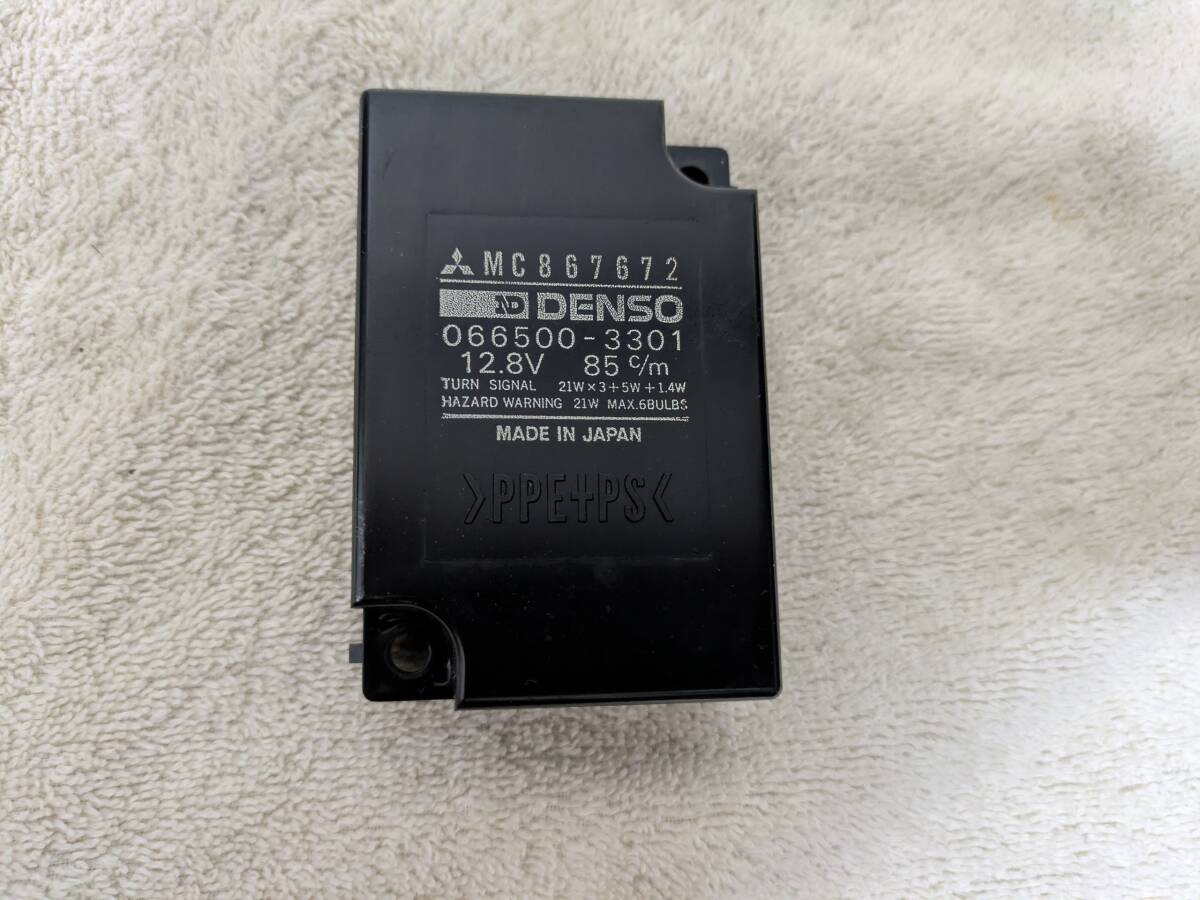 MC867672
ND DENSO
066500-3301
12.8V 85 c/m
TURN SIGNAL 21W×3+5W+1.4W
HAZARD WARNING 21W MAX.6BULBS
MADE IN JAPAN
>PPE+PS<